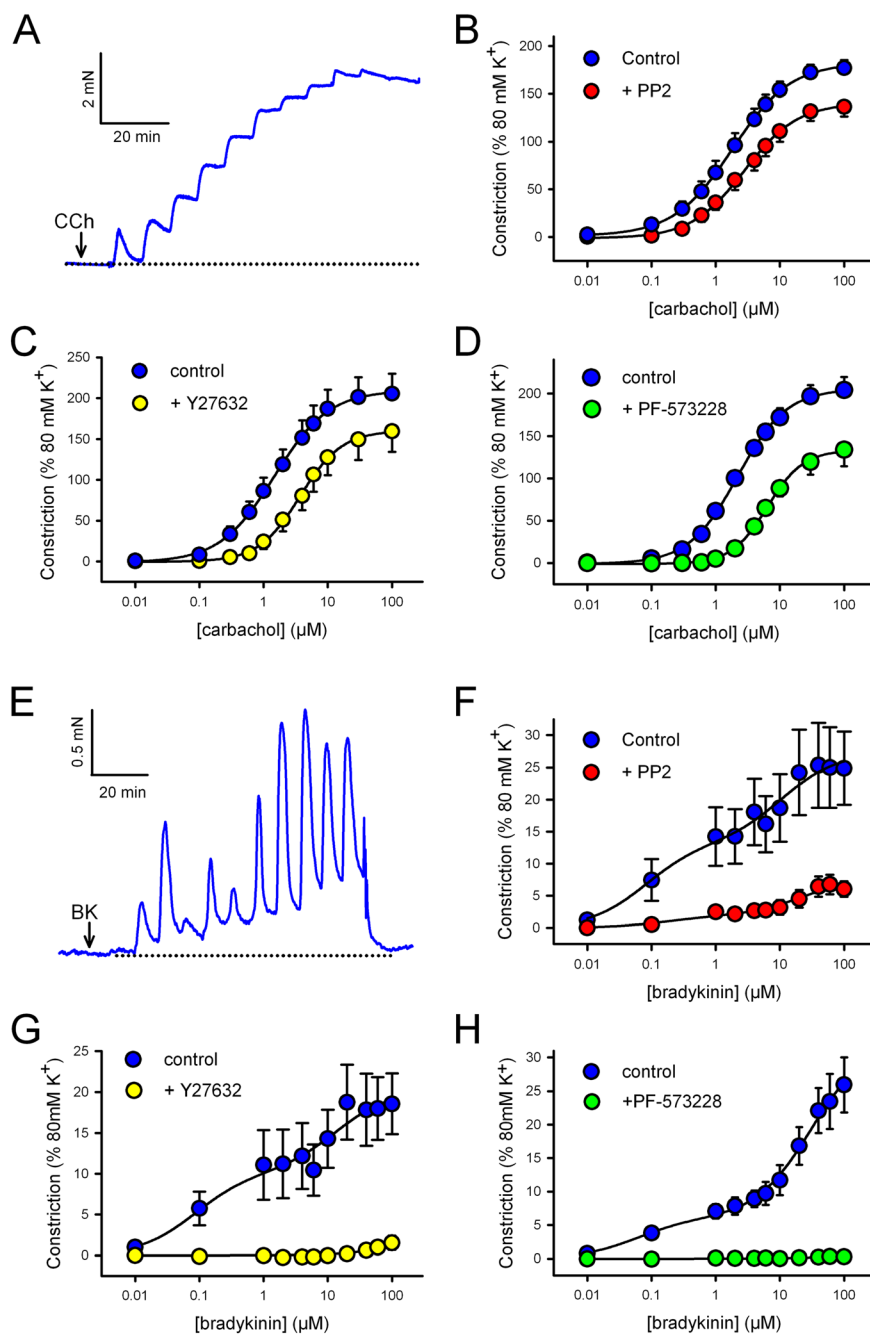 A
2 mN
20 min
CCh
B
Control
+ PP2
Constriction (% 80 mM K+)
200
150
100
50
0
0.01 0.1 1 10 100
[carbachol] (µM)
C
control
+ Y27632
Constriction (% 80 mM K+)
250
200
150
100
50
0
0.01 0.1 1 10 100
[carbachol] (µM)
D
control
+ PF-573228
Constriction (% 80 mM K+)
200
150
100
50
0
0.01 0.1 1 10 100
[carbachol] (µM)
E
0.5 mN
20 min
BK
F
Control
+ PP2
Constriction (% 80 mM K+)
30
25
20
15
10
5
0
0.01 0.1 1 10 100
[bradykinin] (µM)
G
control
+ Y27632
Constriction (% 80mM K+)
25
20
15
10
5
0
0.01 0.1 1 10 100
[bradykinin] (µM)
H
control
+PF-573228
Constriction (% 80mM K+)
30
25
20
15
10
5
0
0.01 0.1 1 10 100
[bradykinin] (µM)